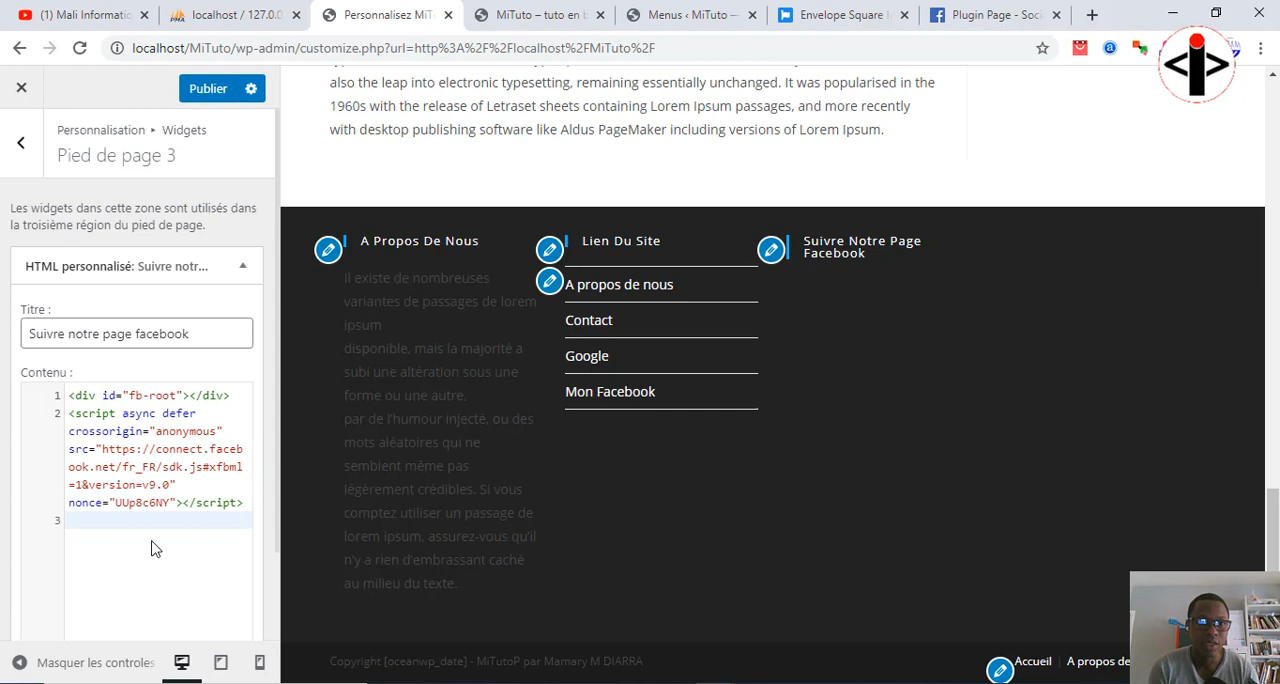 (1) Mali Informatio
localhost / 127.0.0
Personnalisez MiT
MiTuto – tuto en b
Menus ‹ MiTuto —
Envelope Square I
Plugin Page - Soci
localhost/MiTuto/wp-admin/customize.php?url=http%3A%2F%2Flocalhost%2FMiTuto%2F
Publier
Personnalisation ▸ Widgets
Pied de page 3
Les widgets dans cette zone sont utilisés dans
la troisième région du pied de page.
HTML personnalisé: Suivre notr...
Titre :
Suivre notre page facebook
Contenu :
1 <div id="fb-root"></div>
2 <script async defer
crossorigin="anonymous"
src="https://connect.faceb
ook.net/fr_FR/sdk.js#xfbml
=1&version=v9.0"
nonce="UUp8c6NY"></script>
3
Masquer les controles
also the leap into electronic typesetting, remaining essentially unchanged. It was popularised in the
1960s with the release of Letraset sheets containing Lorem Ipsum passages, and more recently
with desktop publishing software like Aldus PageMaker including versions of Lorem Ipsum.
A Propos De Nous
Il existe de nombreuses
variantes de passages de lorem
ipsum
disponible, mais la majorité a
subi une altération sous une
forme ou une autre,
par de l'humour injecté, ou des
mots aléatoires qui ne
semblent même pas
légèrement crédibles. Si vous
comptez utiliser un passage de
lorem ipsum, assurez-vous qu'il
n'y a rien d'embrassant caché
au milieu du texte.
Lien Du Site
A propos de nous
Contact
Google
Mon Facebook
Suivre Notre Page
Facebook
Copyright [oceanwp_date] - MiTutoP par Mamary M DIARRA
Accueil | A propos de